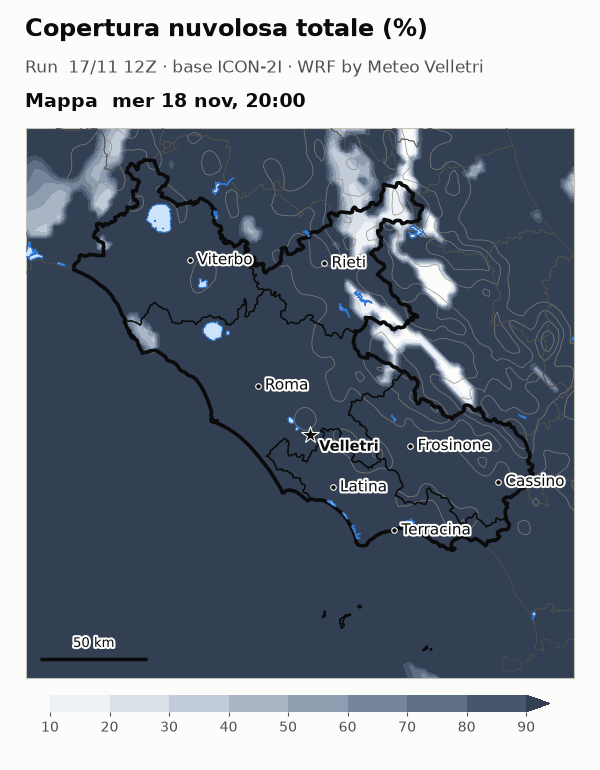 Copertura nuvolosa totale (%)
Run 17/11 12Z · base ICON-2I · WRF by Meteo Velletri
Mappa mer 18 nov, 20:00
Viterbo
Rieti
Roma
Velletri
Frosinone
Latina
Cassino
Terracina
50 km
10 20 30 40 50 60 70 80 90